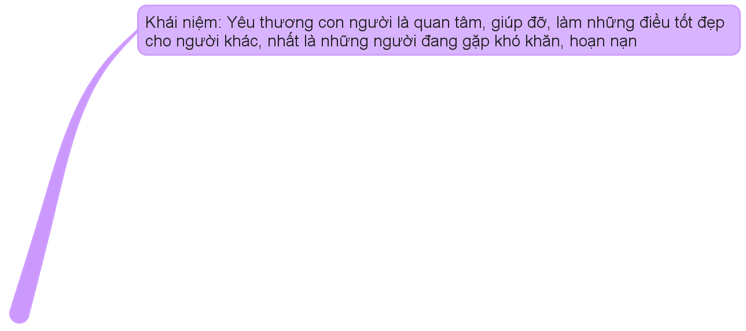 Khái niệm: Yêu thương con người là quan tâm, giúp đỡ, làm những điều tốt đẹp
cho người khác, nhất là những người đang gặp khó khăn, hoạn nạn